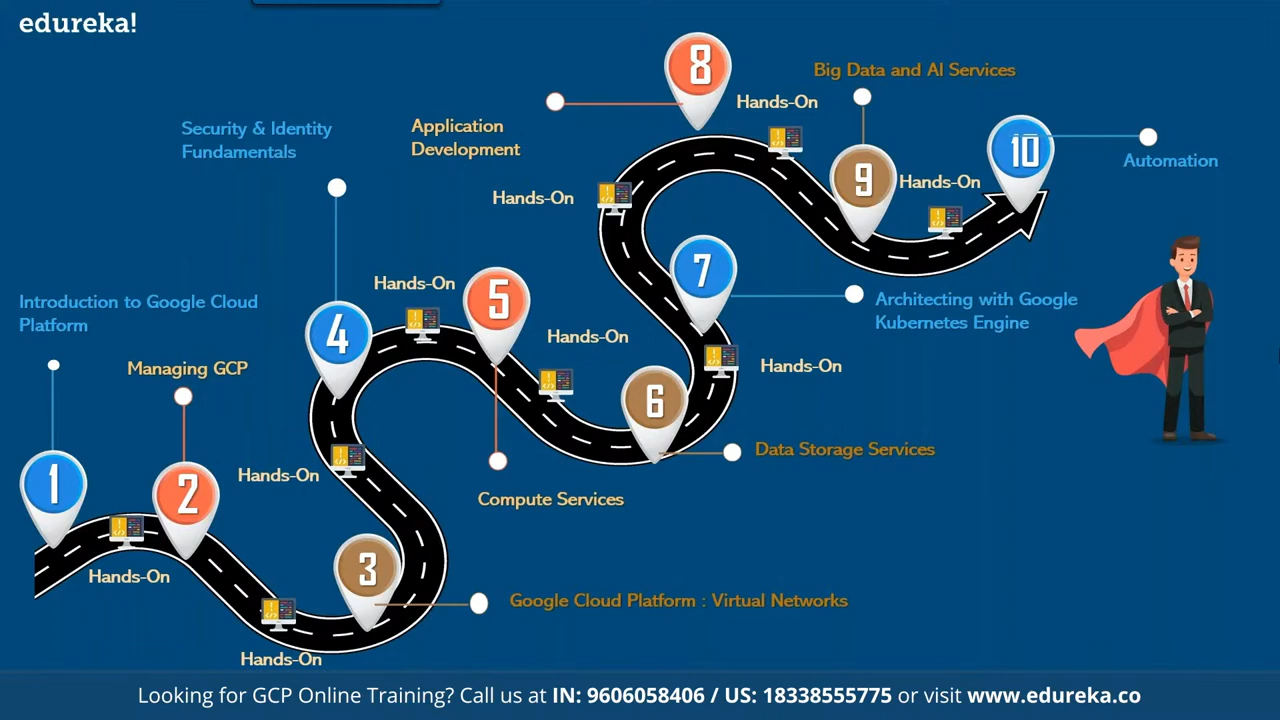 edureka!
1
Introduction to Google Cloud
Platform
Hands-On
2
Managing GCP
Hands-On
3
Google Cloud Platform : Virtual Networks
Hands-On
4
Security & Identity
Fundamentals
Hands-On
5
Compute Services
Hands-On
6
Data Storage Services
Hands-On
7
Architecting with Google
Kubernetes Engine
Hands-On
8
Application
Development
Hands-On
9
Big Data and AI Services
Hands-On
10
Automation
Looking for GCP Online Training? Call us at IN: 9606058406 / US: 18338555775 or visit www.edureka.co